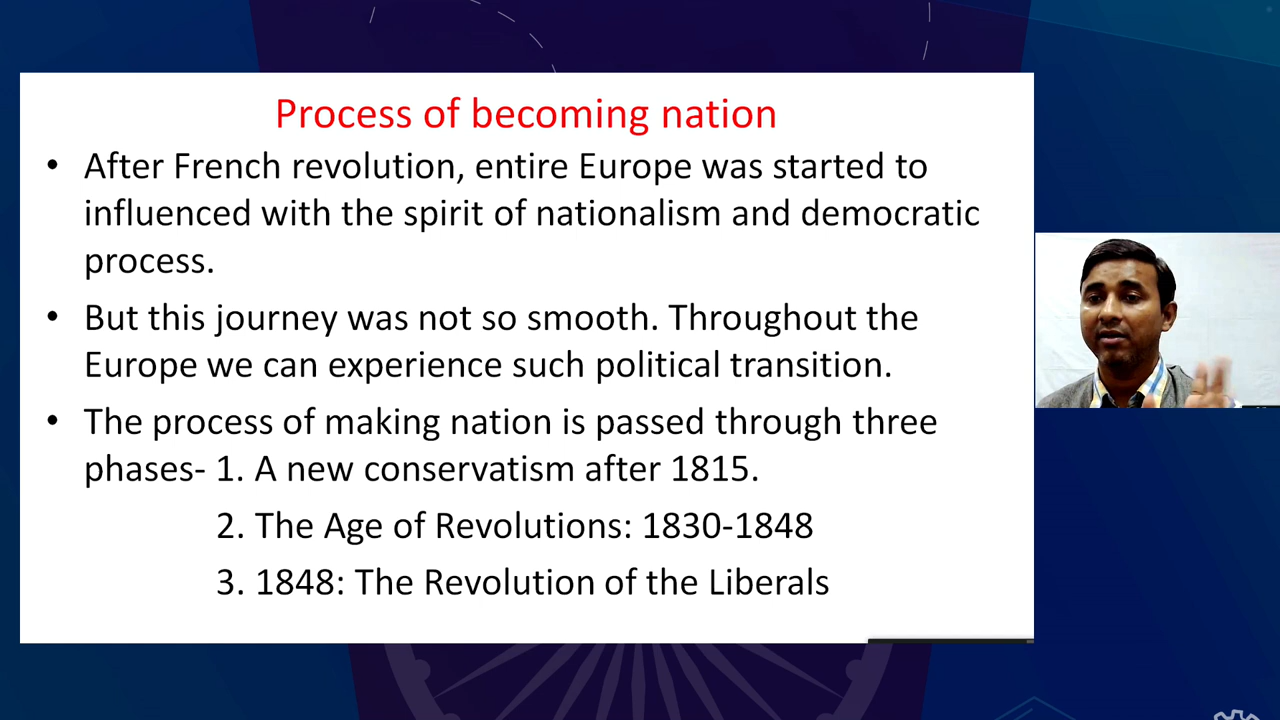 Process of becoming nation
• After French revolution, entire Europe was started to
influenced with the spirit of nationalism and democratic
process.
• But this journey was not so smooth. Throughout the
Europe we can experience such political transition.
• The process of making nation is passed through three
phases- 1. A new conservatism after 1815.
2. The Age of Revolutions: 1830-1848
3. 1848: The Revolution of the Liberals